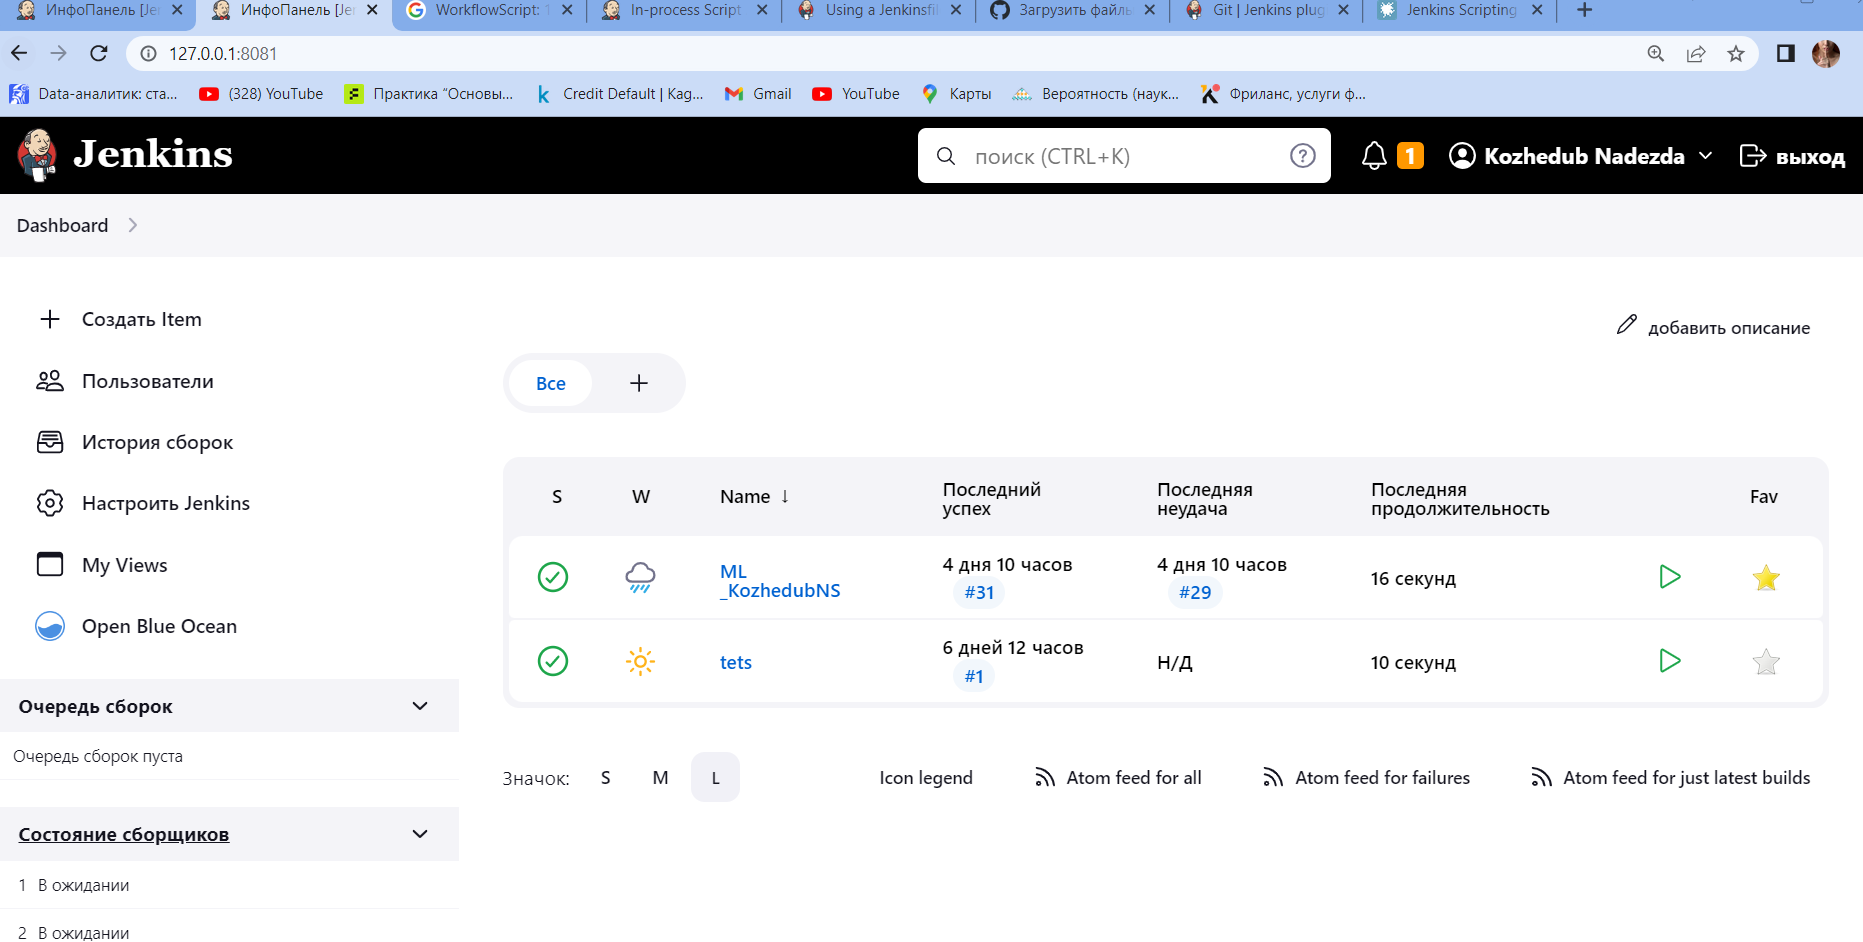 ИнфоПанель [Je
ИнфоПанель [Je
WorkflowScript: 1
In-process Script
Using a Jenkinsfi
Загрузить файль
Git | Jenkins plug
Jenkins Scripting
127.0.0.1:8081
Data-аналитик: ста...
(328) YouTube
Практика "Основы...
Credit Default | Kag...
Gmail
YouTube
Карты
Вероятность (наук...
Фриланс, услуги ф...
Jenkins
поиск (CTRL+K)
1
Kozhedub Nadezda
выход
Dashboard
Создать Item
Пользователи
История сборок
Настроить Jenkins
My Views
Open Blue Ocean
Очередь сборок
Очередь сборок пуста
Состояние сборщиков
1 В ожидании
2 В ожидании
добавить описание
Все
S W Name ↓ Последний успех Последняя неудача Последняя продолжительность Fav
ML
_KozhedubNS
4 дня 10 часов
#31
4 дня 10 часов
#29
16 секунд
tets
6 дней 12 часов
#1
Н/Д
10 секунд
Значок: S M L
Icon legend
Atom feed for all
Atom feed for failures
Atom feed for just latest builds